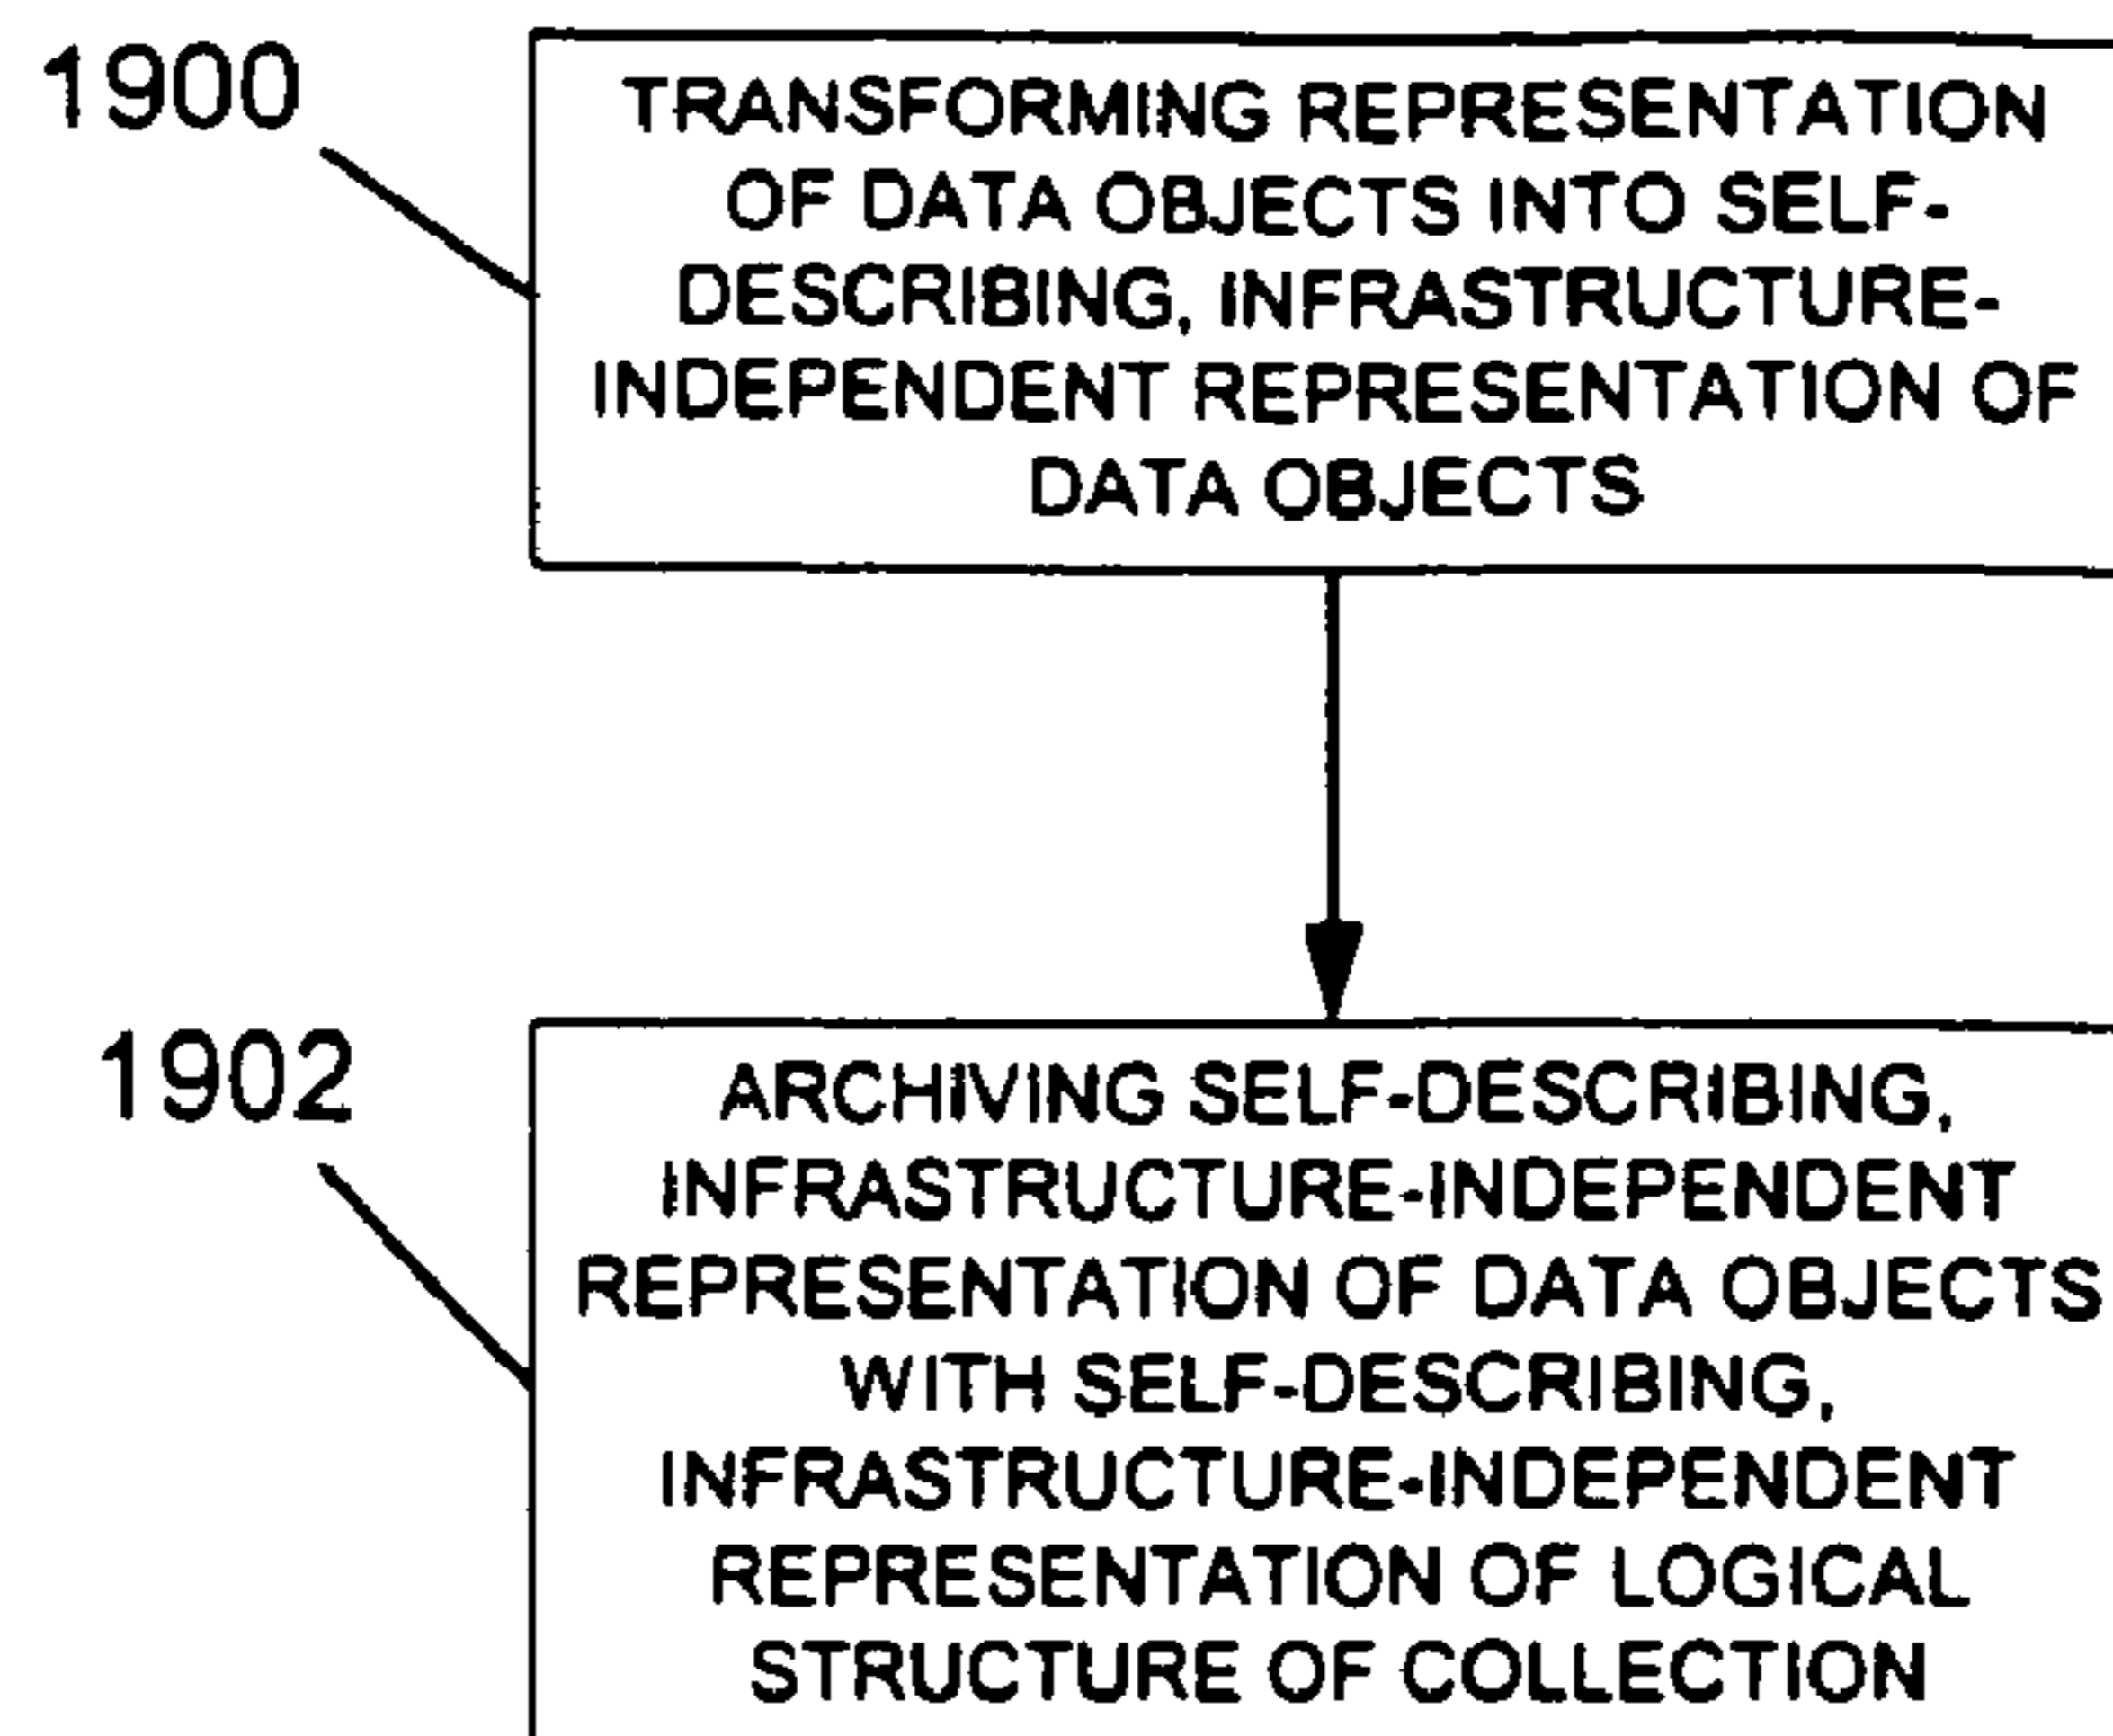 1900
TRANSFORMING REPRESENTATION
OF DATA OBJECTS INTO SELF-
DESCRIBING, INFRASTRUCTURE-
INDEPENDENT REPRESENTATION OF
DATA OBJECTS
1902
ARCHIVING SELF-DESCRIBING,
INFRASTRUCTURE-INDEPENDENT
REPRESENTATION OF DATA OBJECTS
WITH SELF-DESCRIBING,
INFRASTRUCTURE-INDEPENDENT
REPRESENTATION OF LOGICAL
STRUCTURE OF COLLECTION